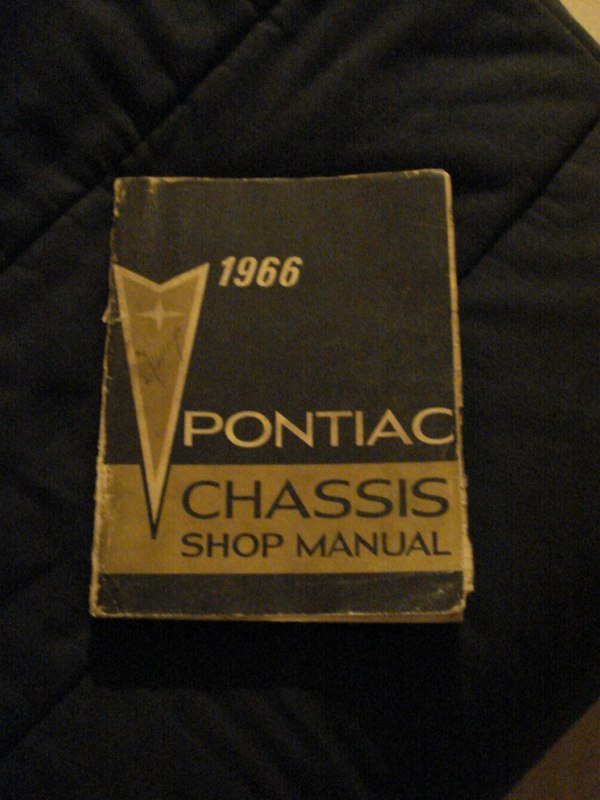 1966
PONTIAC
CHASSIS
SHOP MANUAL